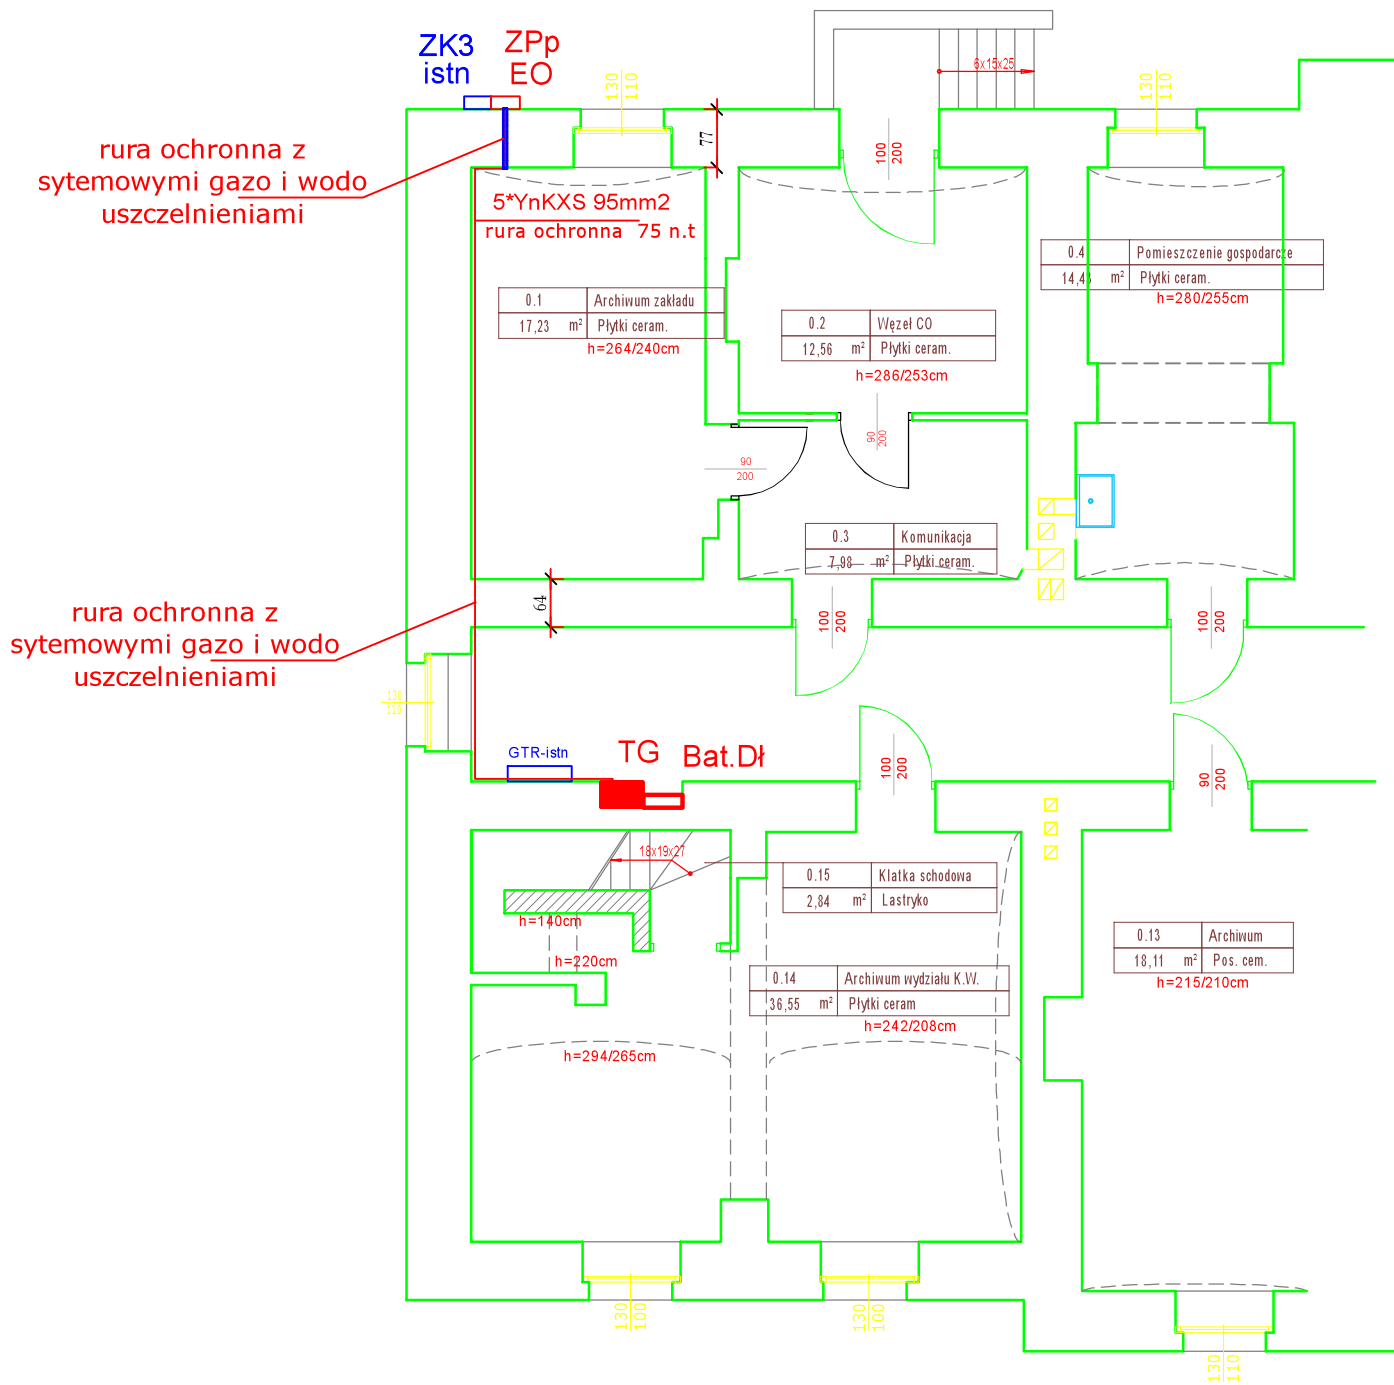 ZK3
istn
ZPp
EO
130
110
77
6x15x25
130
110
100
200
rura ochronna z
sytemowymi gazo i wodo
uszczelnieniami
5*YnKXS 95mm2
rura ochronna 75 n.t
0.1 Archiwum zakładu
17,23 m² Płytki ceram.
h=264/240cm
0.2 Węzeł CO
12,56 m² Płytki ceram.
h=286/253cm
0.4 Pomieszczenie gospodarcze
14,43 m² Płytki ceram.
h=280/255cm
90
200
90
200
0.3 Komunikacja
7,98 m² Płytki ceram.
64
rura ochronna z
sytemowymi gazo i wodo
uszczelnieniami
100
200
100
200
130
110
GTR-istn
TG
Bat.Dł
100
200
90
200
18x19x27
0.15 Klatka schodowa
2,84 m² Lastryko
h=140cm
h=220cm
0.14 Archiwum wydziału K.W.
36,55 m² Płytki ceram
h=242/208cm
0.13 Archiwum
18,11 m² Pos. cem.
h=215/210cm
h=294/265cm
130
100
130
100
130
110